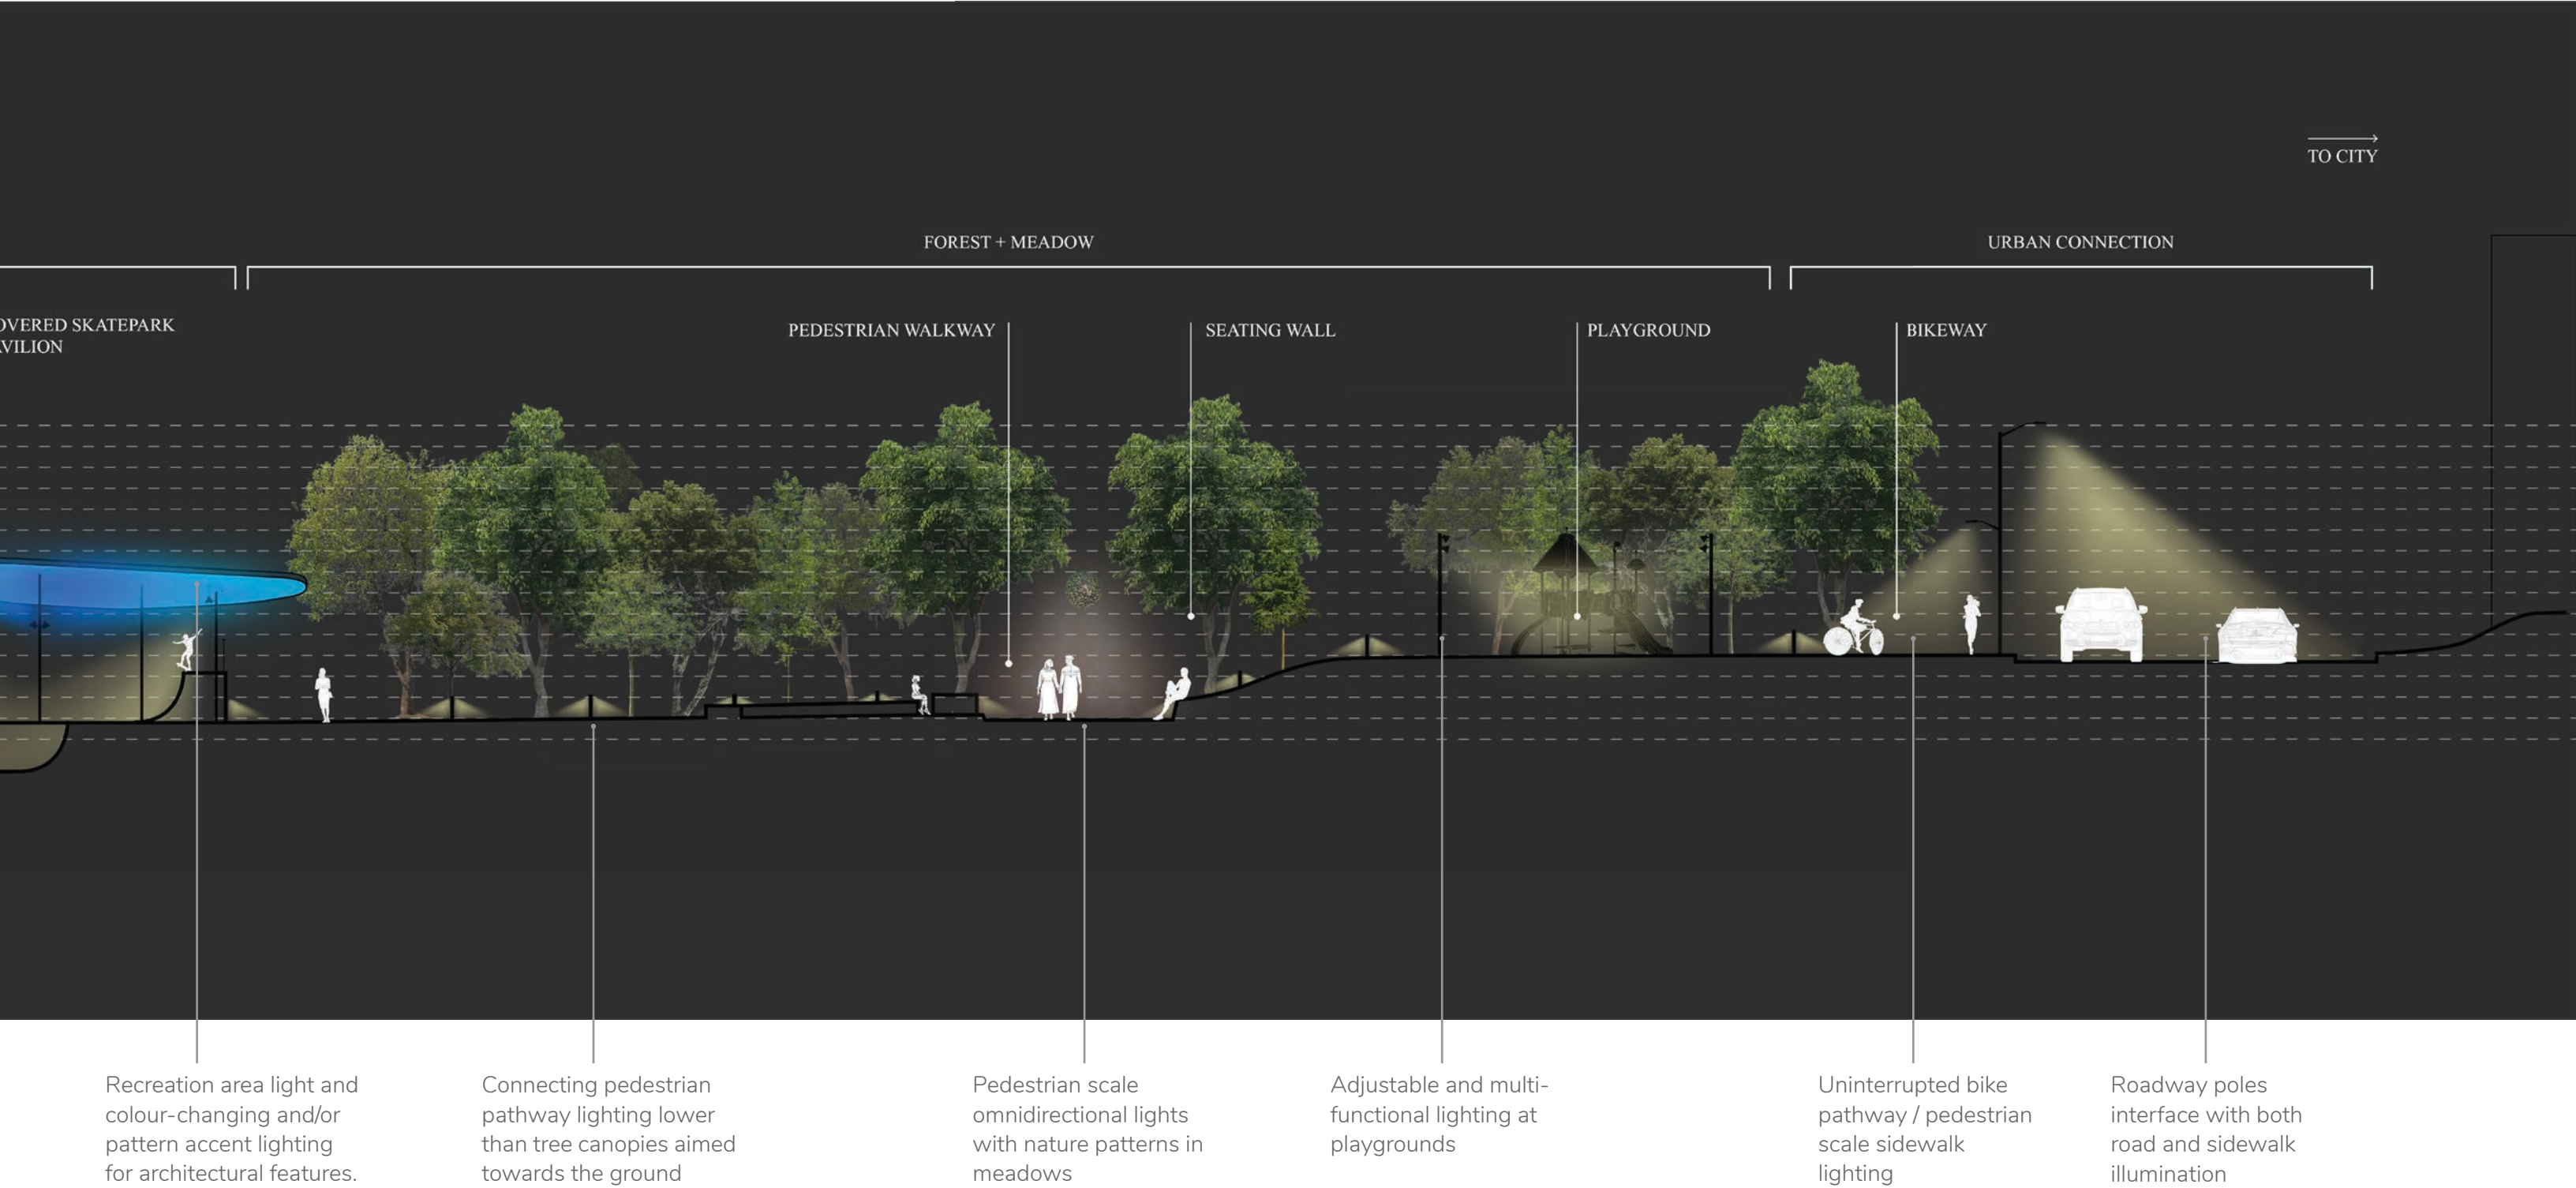 TO CITY
FOREST + MEADOW
URBAN CONNECTION
OVERED SKATEPARK
AVILION
PEDESTRIAN WALKWAY
SEATING WALL
PLAYGROUND
BIKEWAY
Recreation area light and
colour-changing and/or
pattern accent lighting
for architectural features.
Connecting pedestrian
pathway lighting lower
than tree canopies aimed
towards the ground
Pedestrian scale
omnidirectional lights
with nature patterns in
meadows
Adjustable and multi-
functional lighting at
playgrounds
Uninterrupted bike
pathway / pedestrian
scale sidewalk
lighting
Roadway poles
interface with both
road and sidewalk
illumination